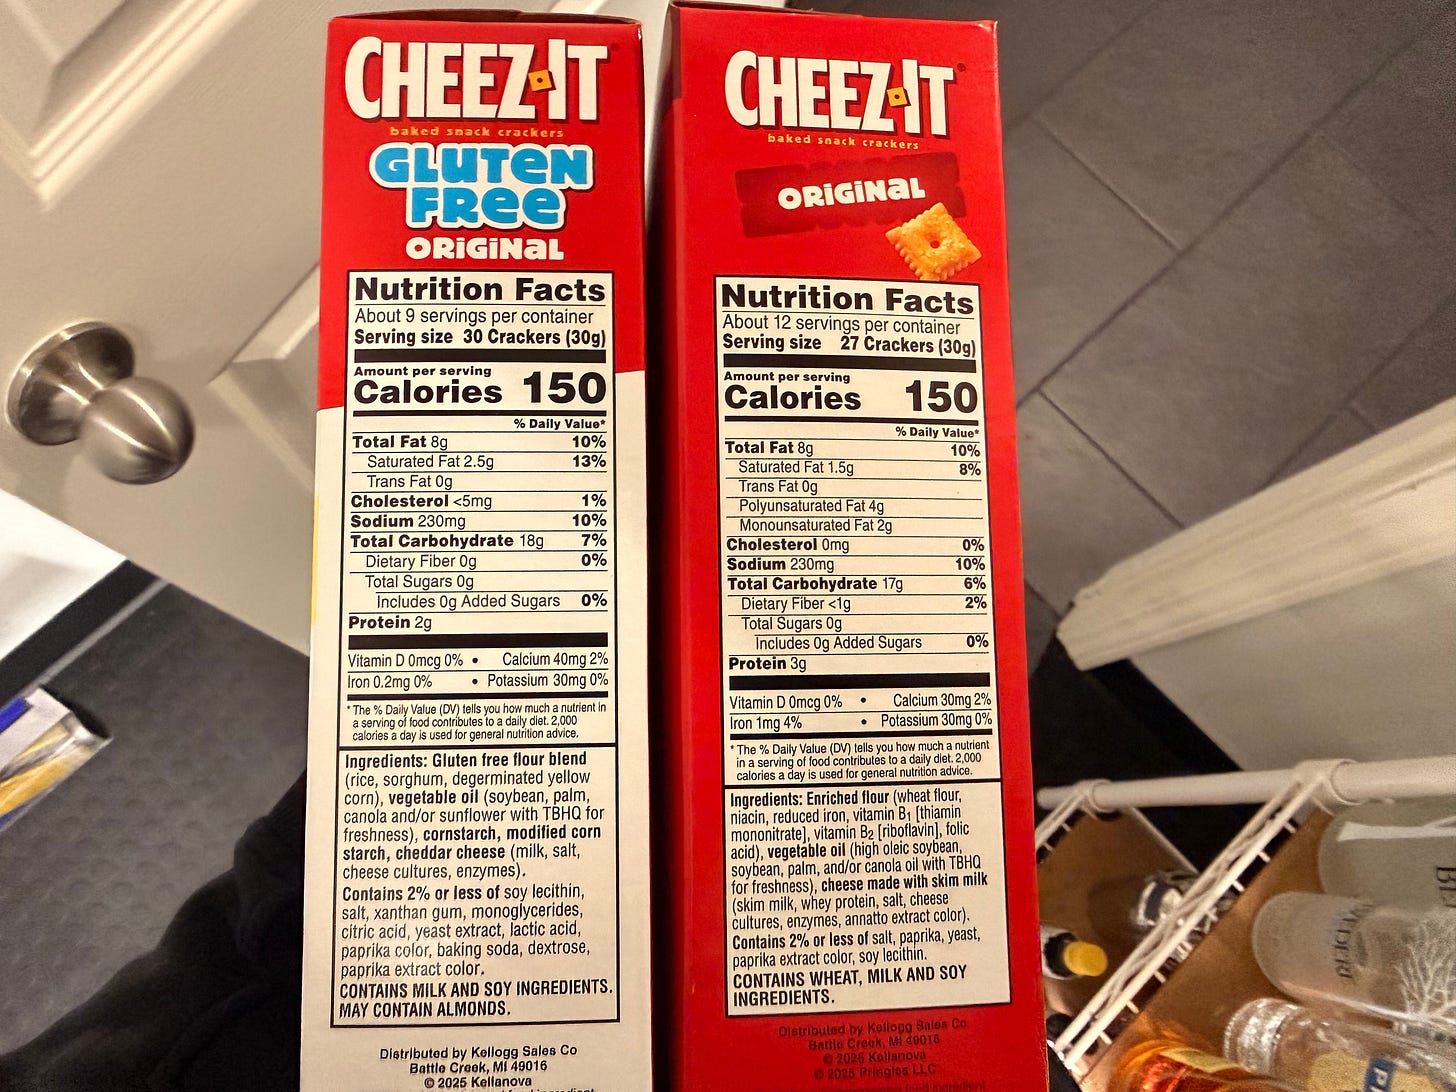 CHEEZ-IT
baked snack crackers
GLUTEN
FREE
ORIGINAL
Nutrition Facts
About 9 servings per container
Serving size 30 Crackers (30g)
Amount per serving
Calories 150
% Daily Value*
Total Fat 8g 10%
Saturated Fat 2.5g 13%
Trans Fat 0g
Cholesterol <5mg 1%
Sodium 230mg 10%
Total Carbohydrate 18g 7%
Dietary Fiber 0g 0%
Total Sugars 0g
Includes 0g Added Sugars 0%
Protein 2g
Vitamin D 0mcg 0% • Calcium 40mg 2%
Iron 0.2mg 0% • Potassium 30mg 0%
* The % Daily Value (DV) tells you how much a nutrient in
a serving of food contributes to a daily diet. 2,000
calories a day is used for general nutrition advice.
Ingredients: Gluten free flour blend
(rice, sorghum, degerminated yellow
corn), vegetable oil (soybean, palm,
canola and/or sunflower with TBHQ for
freshness), cornstarch, modified corn
starch, cheddar cheese (milk, salt,
cheese cultures, enzymes).
Contains 2% or less of soy lecithin,
salt, xanthan gum, monoglycerides,
citric acid, yeast extract, lactic acid,
paprika color, baking soda, dextrose,
paprika extract color.
CONTAINS MILK AND SOY INGREDIENTS.
MAY CONTAIN ALMONDS.
Distributed by Kellogg Sales Co
Battle Creek, MI 49016
© 2025 Kellanova
CHEEZ-IT®
baked snack crackers
ORIGINAL
Nutrition Facts
About 12 servings per container
Serving size 27 Crackers (30g)
Amount per serving
Calories 150
% Daily Value*
Total Fat 8g 10%
Saturated Fat 1.5g 8%
Trans Fat 0g
Polyunsaturated Fat 4g
Monounsaturated Fat 2g
Cholesterol 0mg 0%
Sodium 230mg 10%
Total Carbohydrate 17g 6%
Dietary Fiber <1g 2%
Total Sugars 0g
Includes 0g Added Sugars 0%
Protein 3g
Vitamin D 0mcg 0% • Calcium 30mg 2%
Iron 1mg 4% • Potassium 30mg 0%
* The % Daily Value (DV) tells you how much a nutrient
in a serving of food contributes to a daily diet. 2,000
calories a day is used for general nutrition advice.
Ingredients: Enriched flour (wheat flour,
niacin, reduced iron, vitamin B₁ [thiamin
mononitrate], vitamin B₂ [riboflavin], folic
acid), vegetable oil (high oleic soybean,
soybean, palm, and/or canola oil with TBHQ
for freshness), cheese made with skim milk
(skim milk, whey protein, salt, cheese
cultures, enzymes, annatto extract color).
Contains 2% or less of salt, paprika, yeast,
paprika extract color, soy lecithin.
CONTAINS WHEAT, MILK AND SOY
INGREDIENTS.
Distributed by Kellogg Sales Co.
Battle Creek, MI 49016
© 2025 Kellanova
© 2025 Pringles LLC